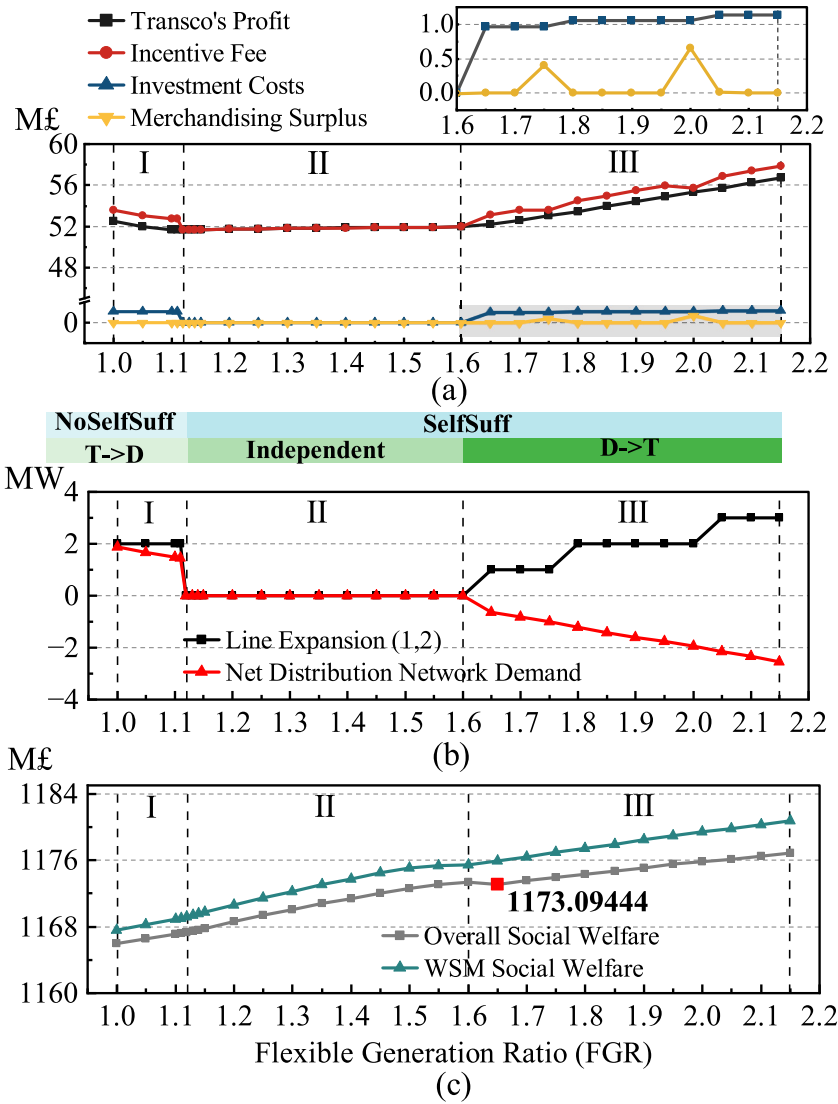 Transco's Profit
Incentive Fee
Investment Costs
Merchandising Surplus
1.0
0.5
0.0
1.6 1.7 1.8 1.9 2.0 2.1 2.2
M£
60
56
52
48
0
I II III
1.0 1.1 1.2 1.3 1.4 1.5 1.6 1.7 1.8 1.9 2.0 2.1 2.2
(a)
NoSelfSuff SelfSuff
T->D Independent D->T
MW
4
2
0
−2
−4
I II III
Line Expansion (1,2)
Net Distribution Network Demand
1.0 1.1 1.2 1.3 1.4 1.5 1.6 1.7 1.8 1.9 2.0 2.1 2.2
(b)
M£
1184
1176
1168
1160
I II III
1173.09444
Overall Social Welfare
WSM Social Welfare
1.0 1.1 1.2 1.3 1.4 1.5 1.6 1.7 1.8 1.9 2.0 2.1 2.2
Flexible Generation Ratio (FGR)
(c)